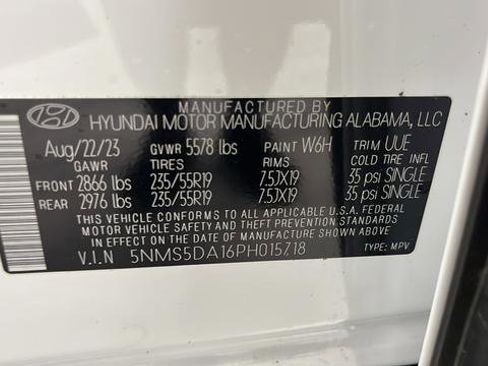 MANUFACTURED BY
HYUNDAI MOTOR MANUFACTURING ALABAMA, LLC
Aug/22/23 GVWR 5578 lbs PAINT W6H TRIM UUE
GAWR TIRES RIMS COLD TIRE INFL
FRONT 2866 lbs 235/55R19 7.5JX19 35 psi SINGLE
REAR 2976 lbs 235/55R19 7.5JX19 35 psi SINGLE
THIS VEHICLE CONFORMS TO ALL APPLICABLE U.S.A. FEDERAL
MOTOR VEHICLE SAFETY AND THEFT PREVENTION STANDARDS
IN EFFECT ON THE DATE OF MANUFACTURE SHOWN ABOVE
V.I.N 5NMS5DA16PH015718 TYPE: MPV